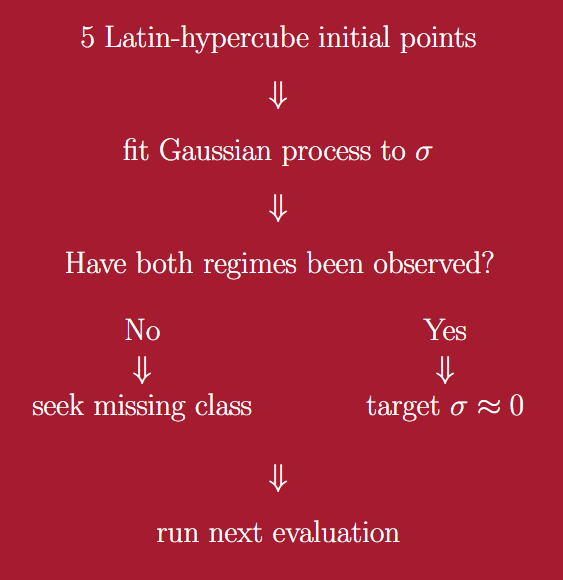 5 Latin-hypercube initial points
⇓
fit Gaussian process to σ
⇓
Have both regimes been observed?
No Yes
⇓ ⇓
seek missing class target σ ≈ 0
⇓
run next evaluation